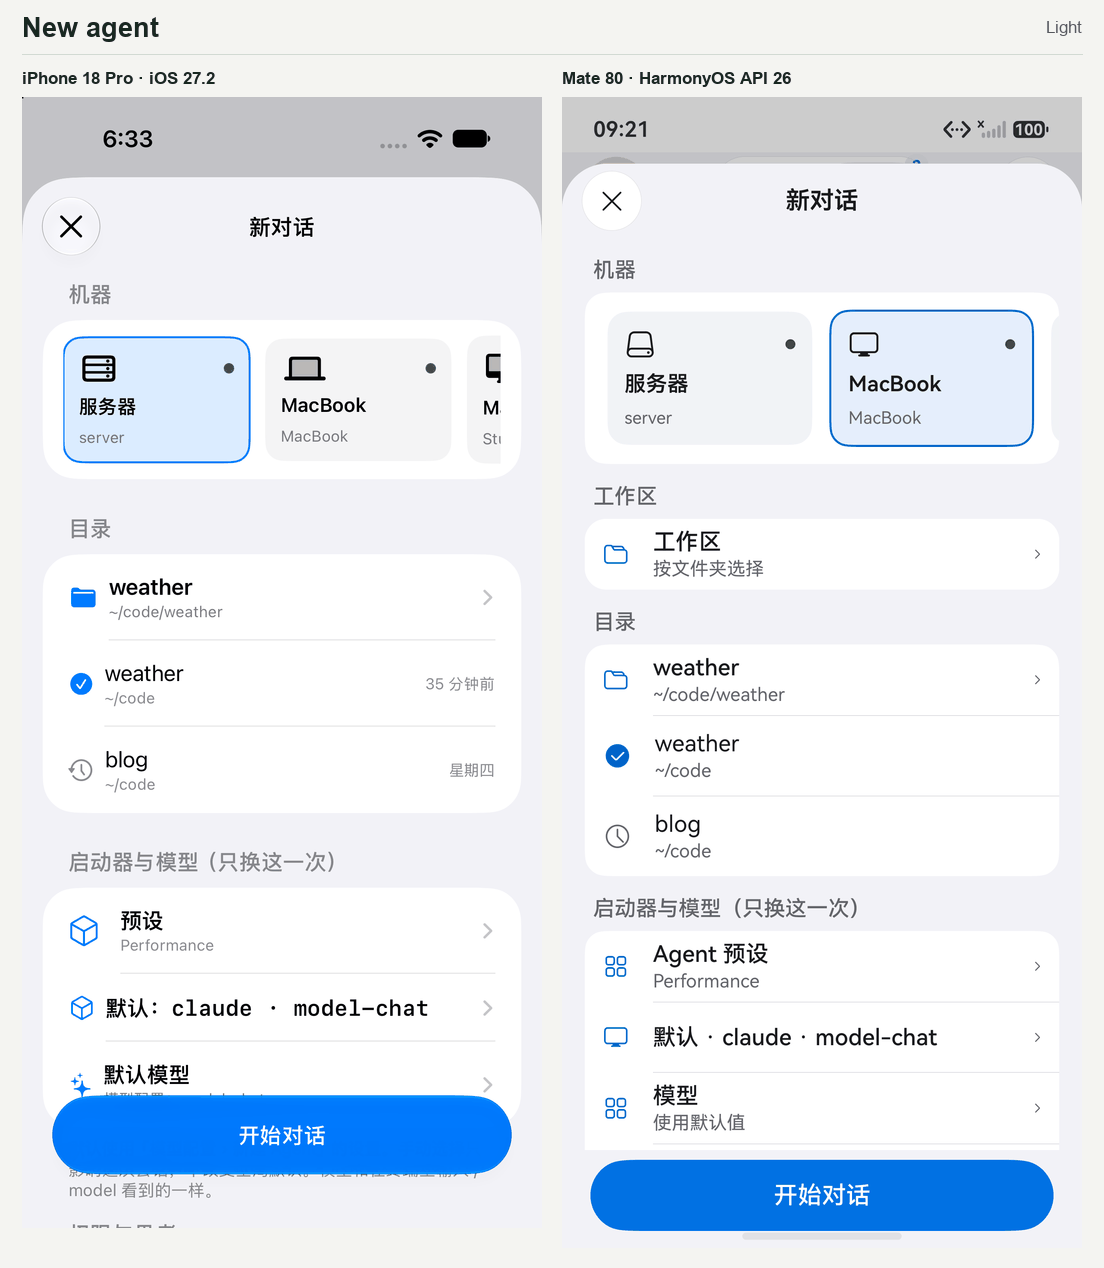 New agent
Light
iPhone 18 Pro · iOS 27.2
6:33
新对话
机器
服务器
server
MacBook
MacBook
目录
weather
~/code/weather
weather
~/code
35 分钟前
blog
~/code
星期四
启动器与模型（只换这一次）
预设
Performance
默认：claude · model-chat
默认模型
开始对话
model 看到的一样。
Mate 80 · HarmonyOS API 26
09:21
100
新对话
机器
服务器
server
MacBook
MacBook
工作区
工作区
按文件夹选择
目录
weather
~/code/weather
weather
~/code
blog
~/code
启动器与模型（只换这一次）
Agent 预设
Performance
默认 · claude · model-chat
模型
使用默认值
开始对话